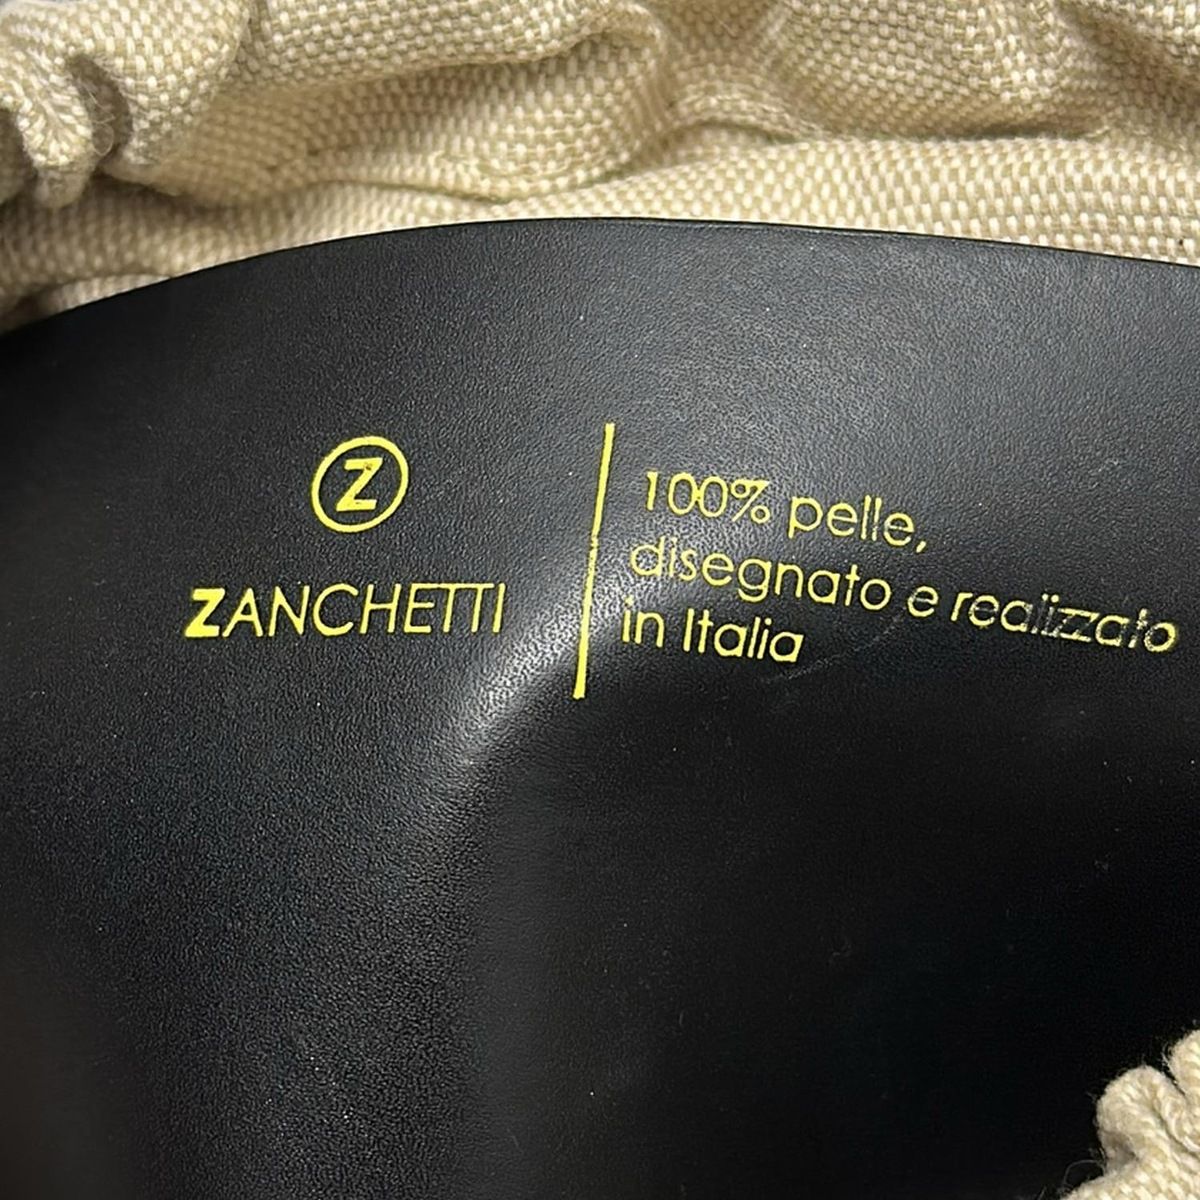 Z
ZANCHETTI
100% pelle,
disegnato e realizzato
in Italia